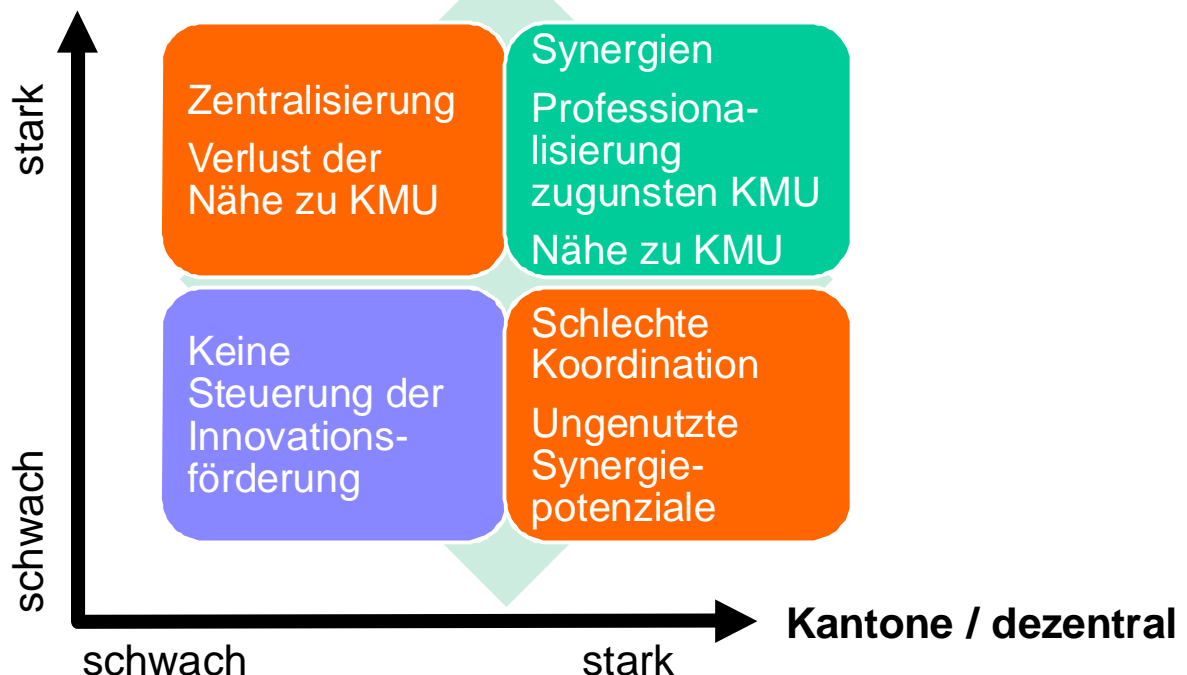 stark
Zentralisierung
Verlust der
Nähe zu KMU
Synergien
Professiona-
lisierung
zugunsten KMU
Nähe zu KMU
schwach
Keine
Steuerung der
Innovations-
förderung
Schlechte
Koordination
Ungenutzte
Synergie-
potenziale
Kantone / dezentral
schwach
stark